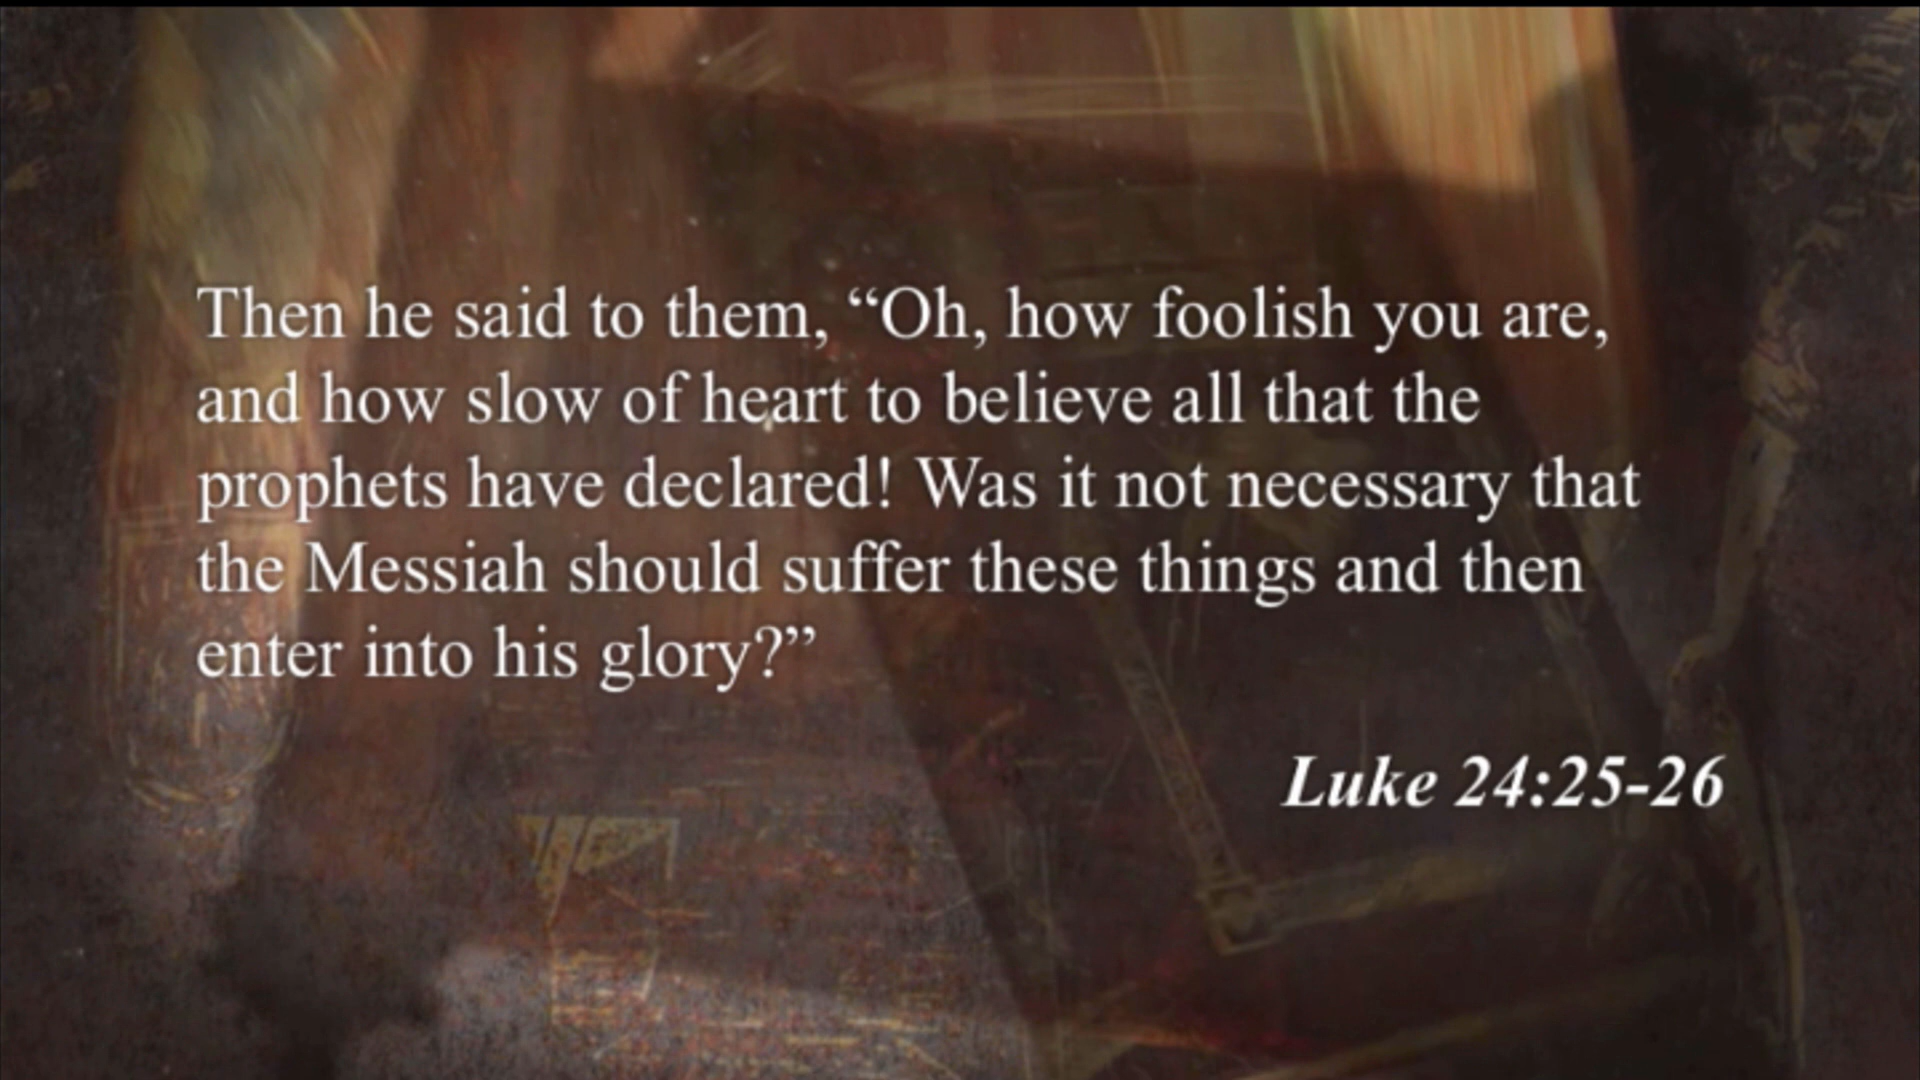 Then he said to them, “Oh, how foolish you are,
and how slow of heart to believe all that the
prophets have declared! Was it not necessary that
the Messiah should suffer these things and then
enter into his glory?”
Luke 24:25-26